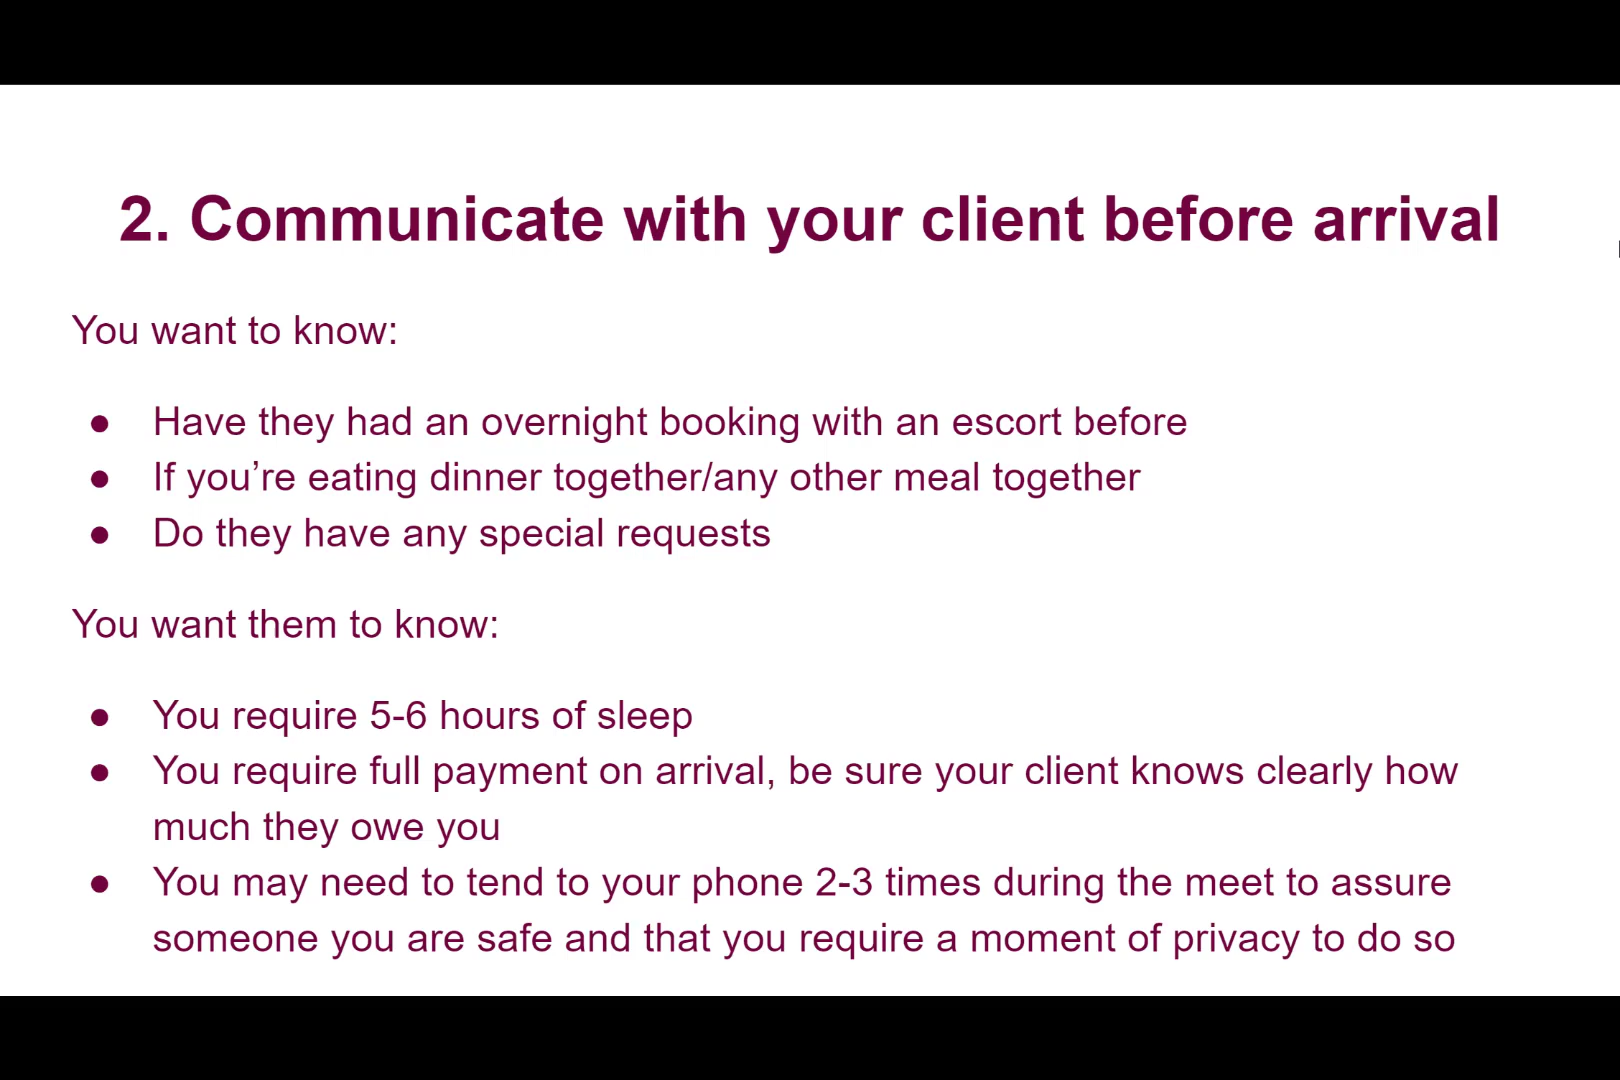 2. Communicate with your client before arrival
You want to know:
● Have they had an overnight booking with an escort before
● If you’re eating dinner together/any other meal together
● Do they have any special requests
You want them to know:
● You require 5-6 hours of sleep
● You require full payment on arrival, be sure your client knows clearly how
much they owe you
● You may need to tend to your phone 2-3 times during the meet to assure
someone you are safe and that you require a moment of privacy to do so